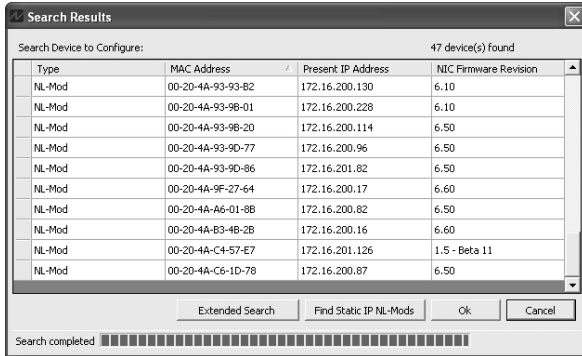 Search Results
Search Device to Configure: 47 device(s) found
Type MAC Address Present IP Address NIC Firmware Revision
NL-Mod 00-20-4A-93-93-B2 172.16.200.130 6.10
NL-Mod 00-20-4A-93-9B-01 172.16.200.228 6.10
NL-Mod 00-20-4A-93-9B-20 172.16.200.114 6.50
NL-Mod 00-20-4A-93-9D-77 172.16.200.96 6.50
NL-Mod 00-20-4A-93-9D-86 172.16.201.82 6.50
NL-Mod 00-20-4A-9F-27-64 172.16.200.17 6.60
NL-Mod 00-20-4A-A6-01-8B 172.16.200.82 6.50
NL-Mod 00-20-4A-B3-4B-2B 172.16.200.16 6.60
NL-Mod 00-20-4A-C4-57-E7 172.16.201.126 1.5 - Beta 11
NL-Mod 00-20-4A-C6-1D-78 172.16.200.87 6.50
Extended Search Find Static IP NL-Mods Ok Cancel
Search completed